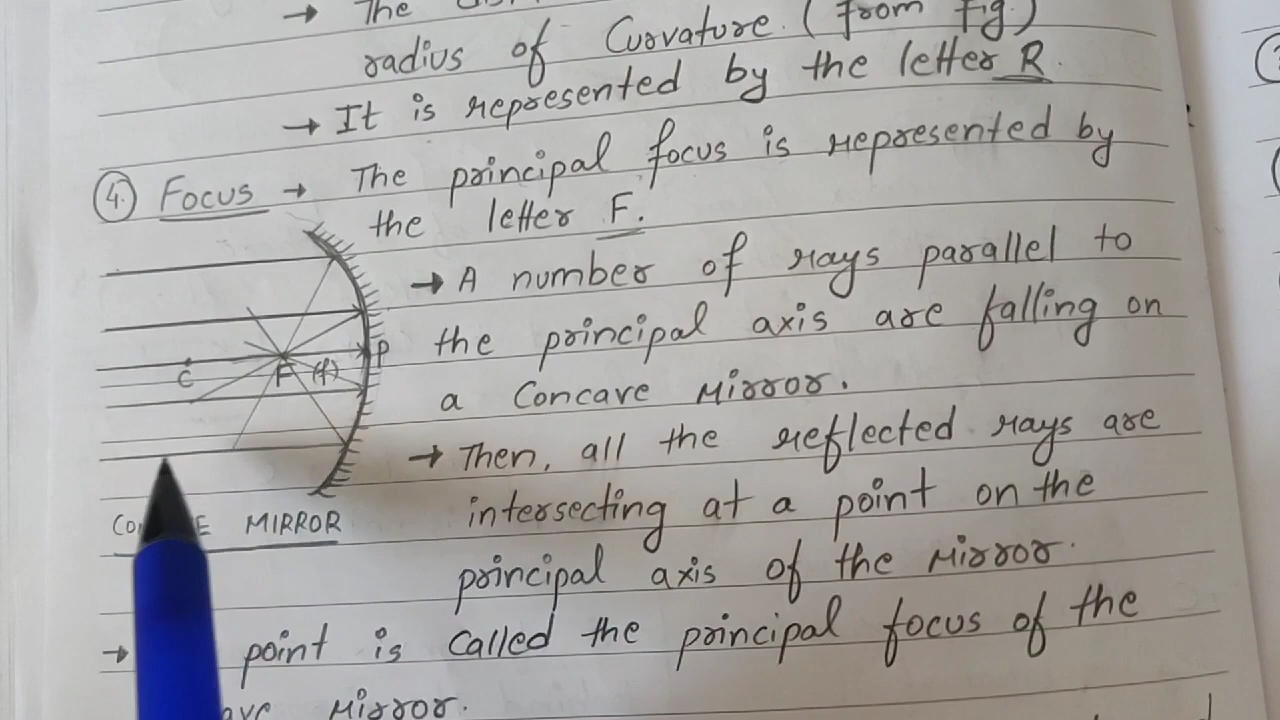 → The
radius of Curvature. (from fig.)
→ It is represented by the letter R.
④ Focus → The principal focus is represented by
the letter F.
→ A number of rays parallel to
the principal axis are falling on
a Concave Mirror.
→ Then, all the reflected rays are
intersecting at a point on the
principal axis of the Mirror.
C F (f) P
MIRROR
→ point is called the principal focus of the
Mirror.